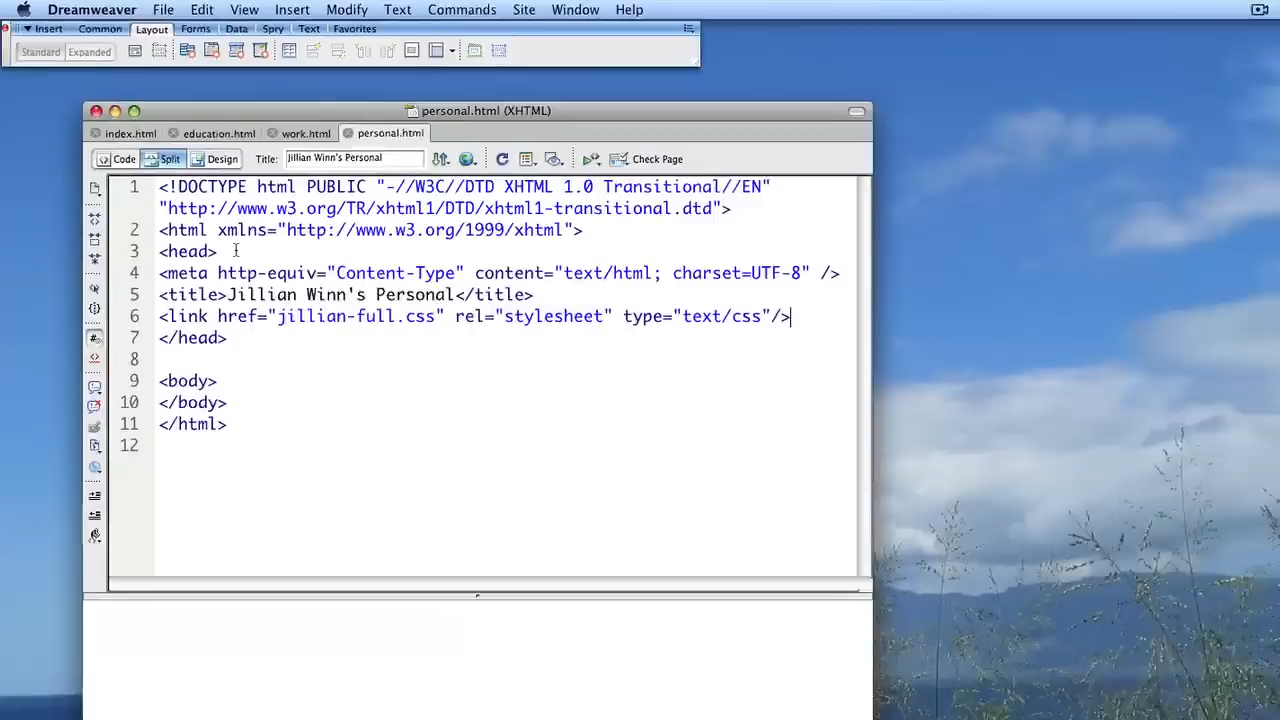 Dreamweaver File Edit View Insert Modify Text Commands Site Window Help
Insert Common Layout Forms Data Spry Text Favorites
Standard Expanded
personal.html (XHTML)
index.html education.html work.html personal.html
Code Split Design Title: Jillian Winn's Personal Check Page
1 <!DOCTYPE html PUBLIC "-//W3C//DTD XHTML 1.0 Transitional//EN"
"http://www.w3.org/TR/xhtml1/DTD/xhtml1-transitional.dtd">
2 <html xmlns="http://www.w3.org/1999/xhtml">
3 <head>
4 <meta http-equiv="Content-Type" content="text/html; charset=UTF-8" />
5 <title>Jillian Winn's Personal</title>
6 <link href="jillian-full.css" rel="stylesheet" type="text/css"/>
7 </head>
8
9 <body>
10 </body>
11 </html>
12